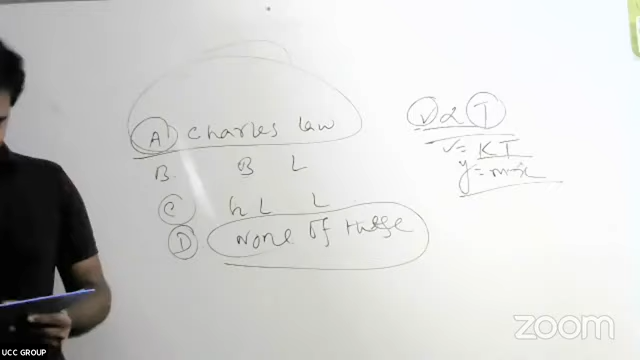 A) Charles law
B. B L
C h L L
D None of these
V ∝ T
V = KT
y = mx
zoom
UCC GROUP